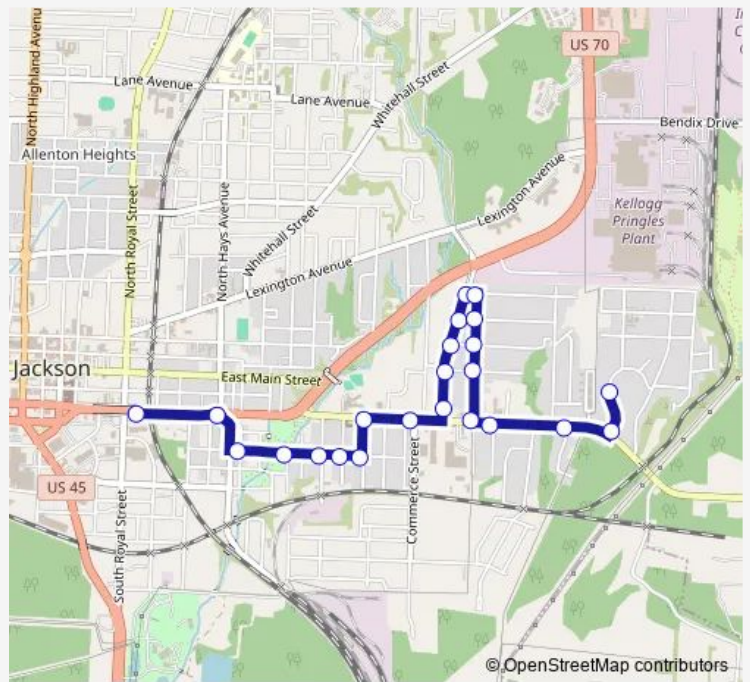 US 70
North Highland Avenu
Lane Avenue
Lane Avenue
Whitehall Street
Bendix Drive
Allenton Heights
North Royal Street
North Hays Avenue
Whitehall Street
Lexington Avenue
Kellogg
Pringles
Plant
Lexington Avenue
Jackson
East Main Street
US 45
South Royal Street
Commerce Street
© OpenStreetMap contributors